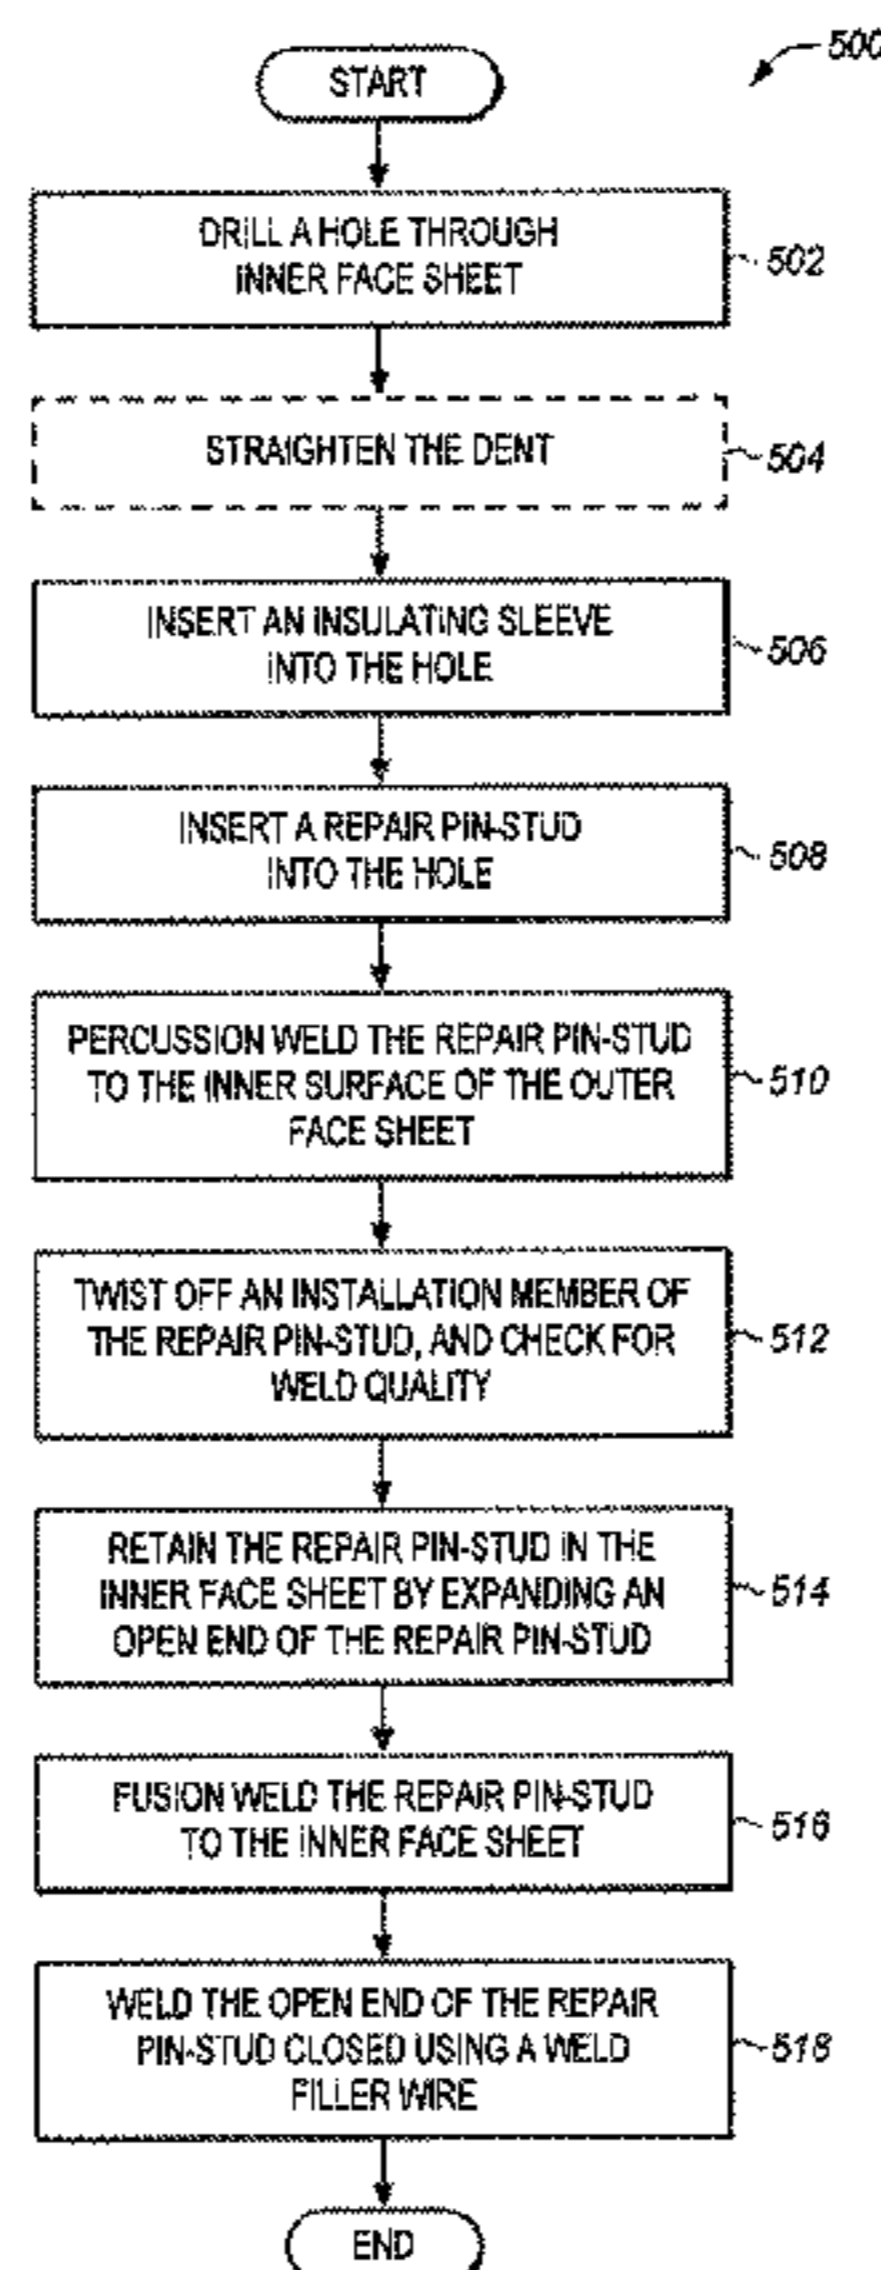 500
START
DRILL A HOLE THROUGH
INNER FACE SHEET
502
STRAIGHTEN THE DENT
504
INSERT AN INSULATING SLEEVE
INTO THE HOLE
506
INSERT A REPAIR PIN-STUD
INTO THE HOLE
508
PERCUSSION WELD THE REPAIR PIN-STUD
TO THE INNER SURFACE OF THE OUTER
FACE SHEET
510
TWIST OFF AN INSTALLATION MEMBER OF
THE REPAIR PIN-STUD, AND CHECK FOR
WELD QUALITY
512
RETAIN THE REPAIR PIN-STUD IN THE
INNER FACE SHEET BY EXPANDING AN
OPEN END OF THE REPAIR PIN-STUD
514
FUSION WELD THE REPAIR PIN-STUD
TO THE INNER FACE SHEET
516
WELD THE OPEN END OF THE REPAIR
PIN-STUD CLOSED USING A WELD
FILLER WIRE
518
END